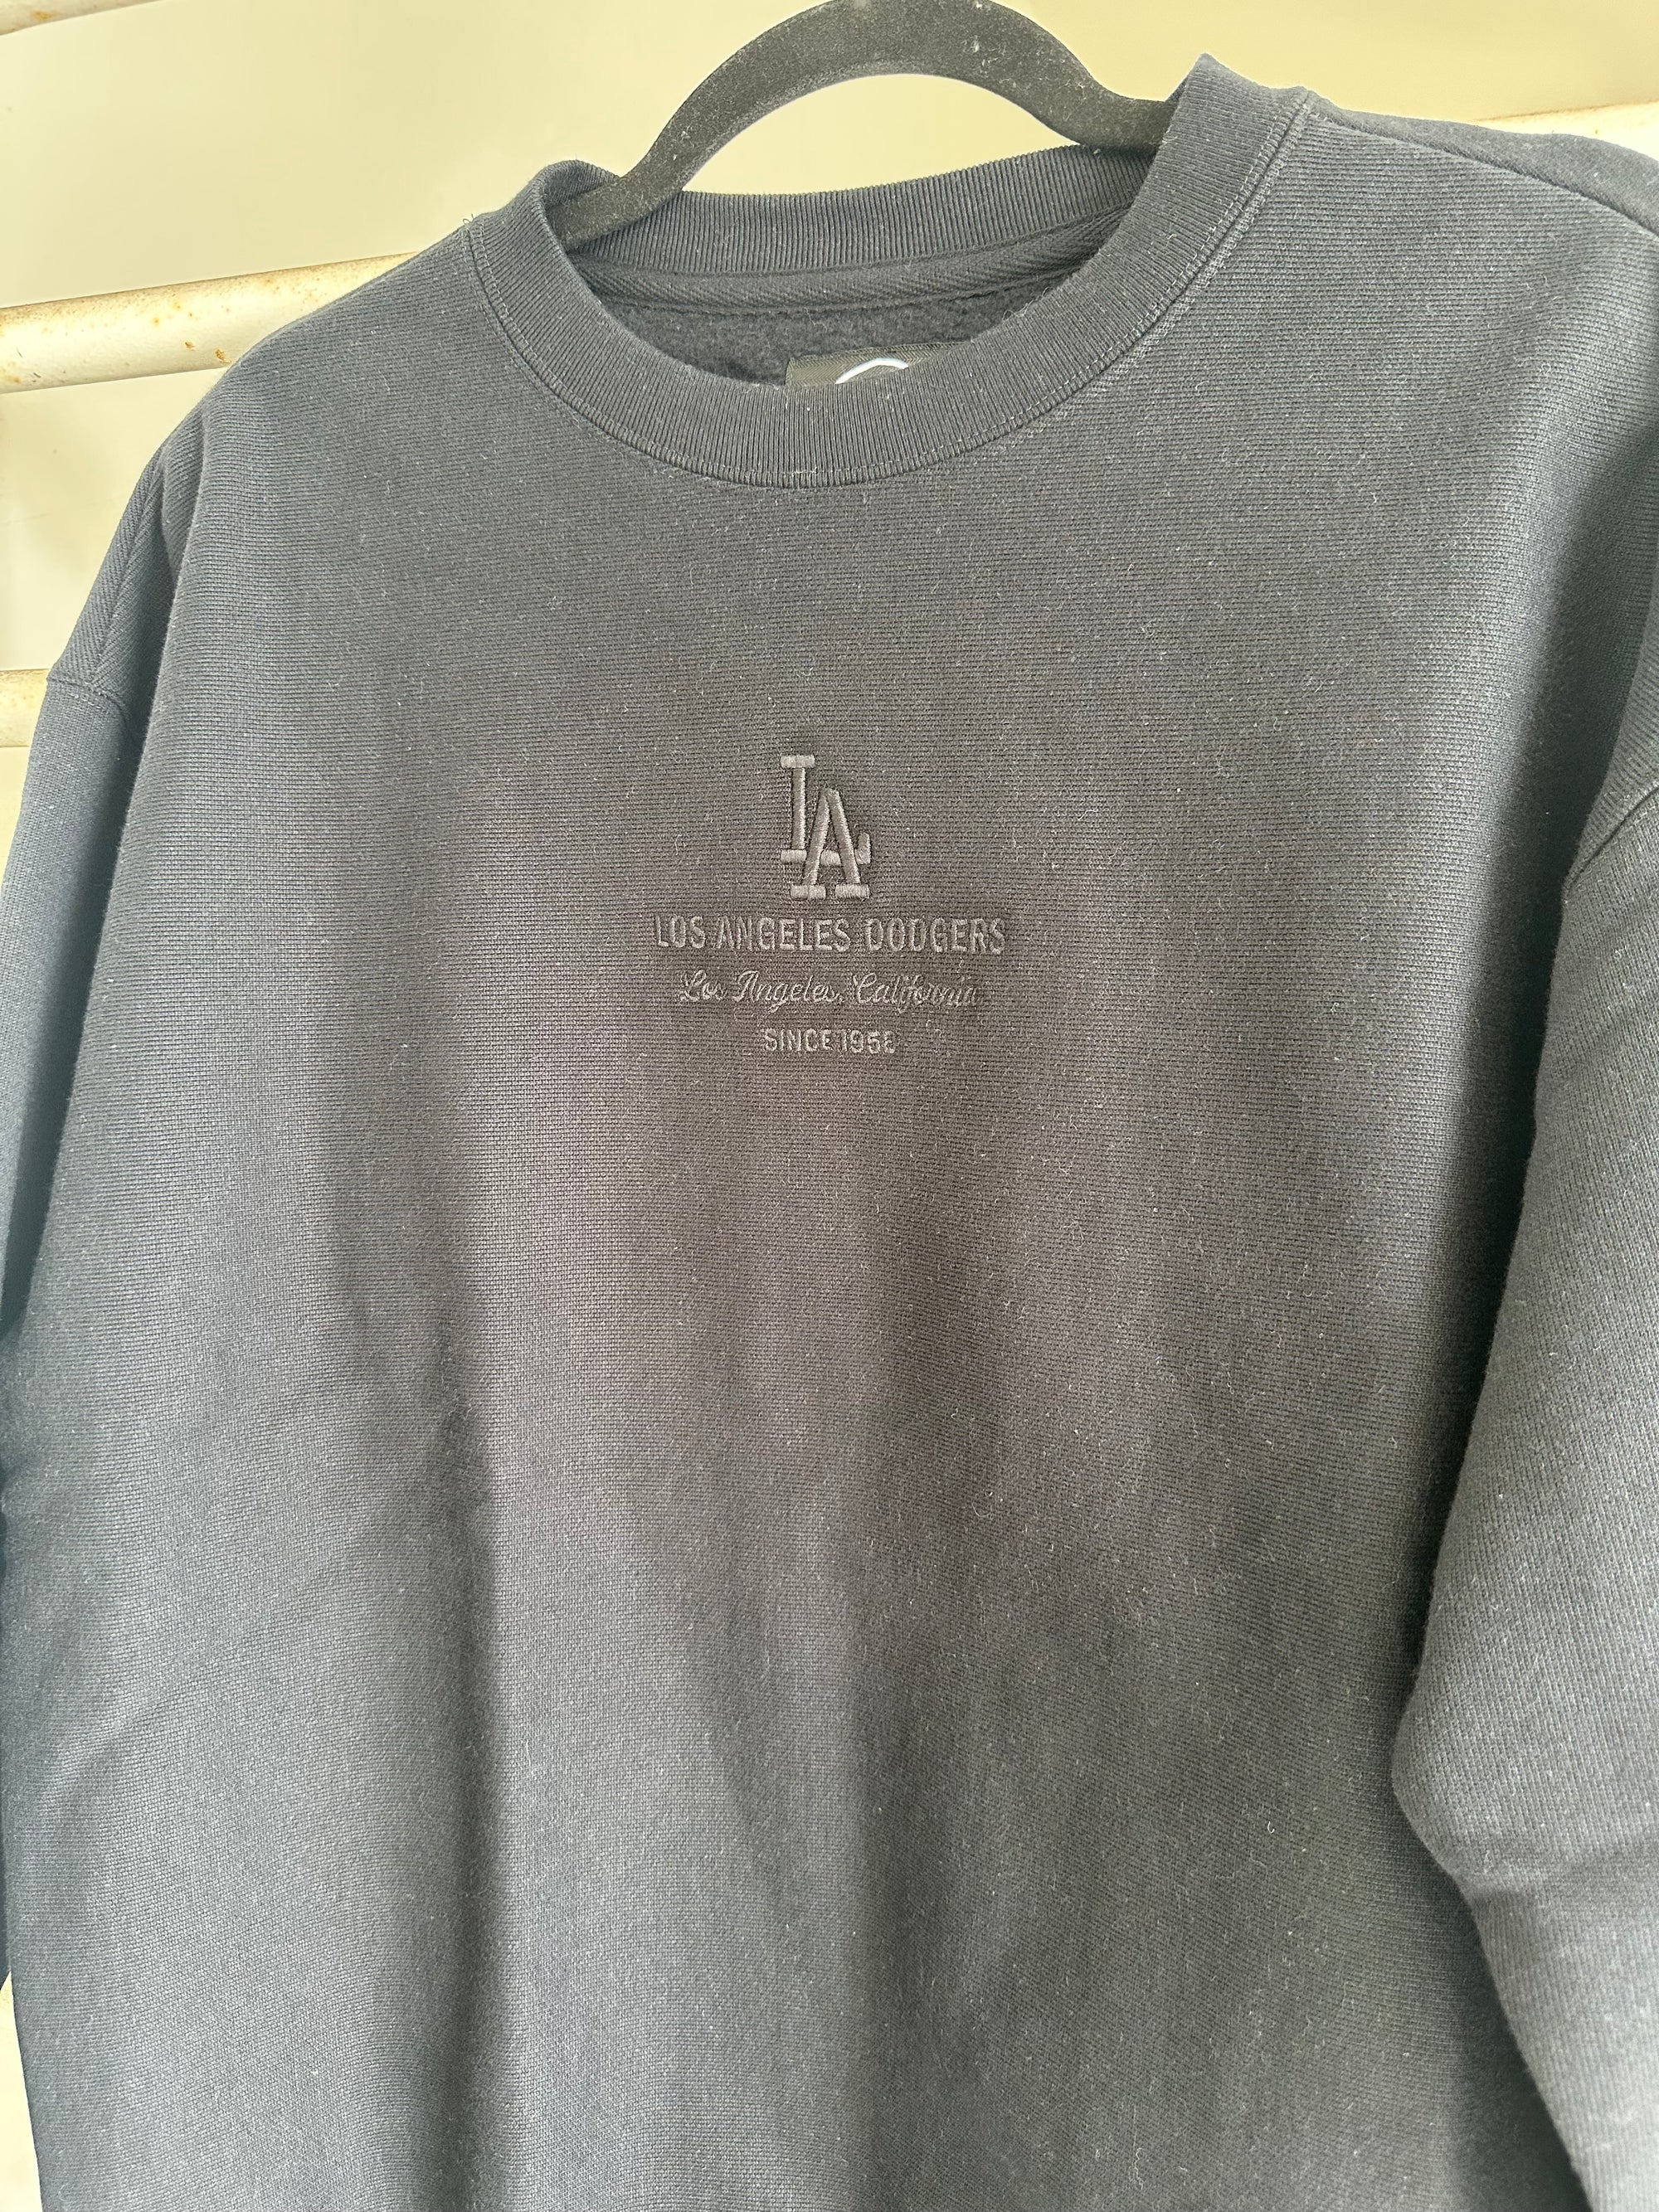 LA
LOS ANGELES DODGERS
Los Angeles, California
SINCE 1958